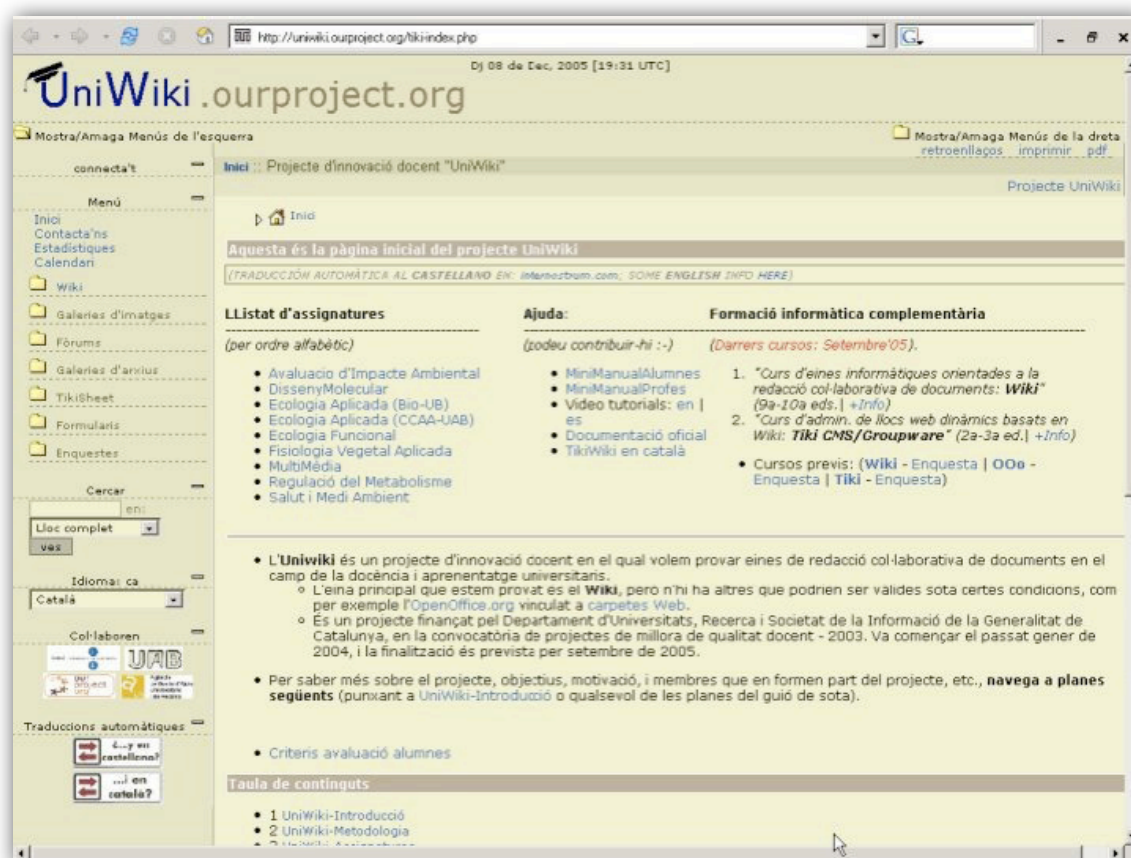 http://uniwiki.ourproject.org/tiki-index.php
Dj 08 de Dec, 2005 [19:31 UTC]
UniWiki.ourproject.org
Mostra/Amaga Menús de l'esquerra
Mostra/Amaga Menús de la dreta
retroenllaços imprimir pdf
connecta't
Menú
Inici
Contacta'ns
Estadístiques
Calendari
Wiki
Galeries d'imatges
Fòrums
Galeries d'arxius
TikiSheet
Formularis
Enquestes
Cercar
en:
Lloc complet
ves
Idioma: ca
Català
Col·laboren
UAB
Traduccions automàtiques
¿...y en
castellano?
...i en
català?
Inici :: Projecte d'innovació docent "UniWiki"
Projecte UniWiki
Inici
Aquesta és la pàgina inicial del projecte UniWiki
(TRADUCCIÓN AUTOMÁTICA AL CASTELLANO EN: internostrum.com; SOME ENGLISH INFO HERE)
LListat d'assignatures
(per ordre alfabètic)
Avaluacio d'Impacte Ambiental
DissenyMolecular
Ecologia Aplicada (Bio-UB)
Ecologia Aplicada (CCAA-UAB)
Ecologia Funcional
Fisiologia Vegetal Aplicada
MultiMèdia
Regulació del Metabolisme
Salut i Medi Ambient
Ajuda:
(podeu contribuir-hi :-)
MiniManualAlumnes
MiniManualProfes
Video tutorials: en |
es
Documentació oficial
TikiWiki en català
Formació informàtica complementària
(Darrers cursos: Setembre'05).
1. "Curs d'eines informàtiques orientades a la
redacció col·laborativa de documents: Wiki"
(9a-10a eds.| +Info)
2. "Curs d'admin. de llocs web dinàmics basats en
Wiki: Tiki CMS/Groupware" (2a-3a ed.| +Info)
Cursos previs: (Wiki - Enquesta | OOo -
Enquesta | Tiki - Enquesta)
L'Uniwiki és un projecte d'innovació docent en el qual volem provar eines de redacció col·laborativa de documents en el
camp de la docència i aprenentatge universitaris.
L'eina principal que estem provat es el Wiki, pero n'hi ha altres que podrien ser valides sota certes condicions, com
per exemple l'OpenOffice.org vinculat a carpetes Web.
És un projecte finançat pel Departament d'Universitats, Recerca i Societat de la Informació de la Generalitat de
Catalunya, en la convocatòria de projectes de millora de qualitat docent - 2003. Va començar el passat gener de
2004, i la finalització és prevista per setembre de 2005.
Per saber més sobre el projecte, objectius, motivació, i membres que en formen part del projecte, etc., navega a planes
següents (punxant a UniWiki-Introducció o qualsevol de les planes del guió de sota).
Criteris avaluació alumnes
Taula de continguts
1 UniWiki-Introducció
2 UniWiki-Metodologia
3 UniWiki-Assignatures